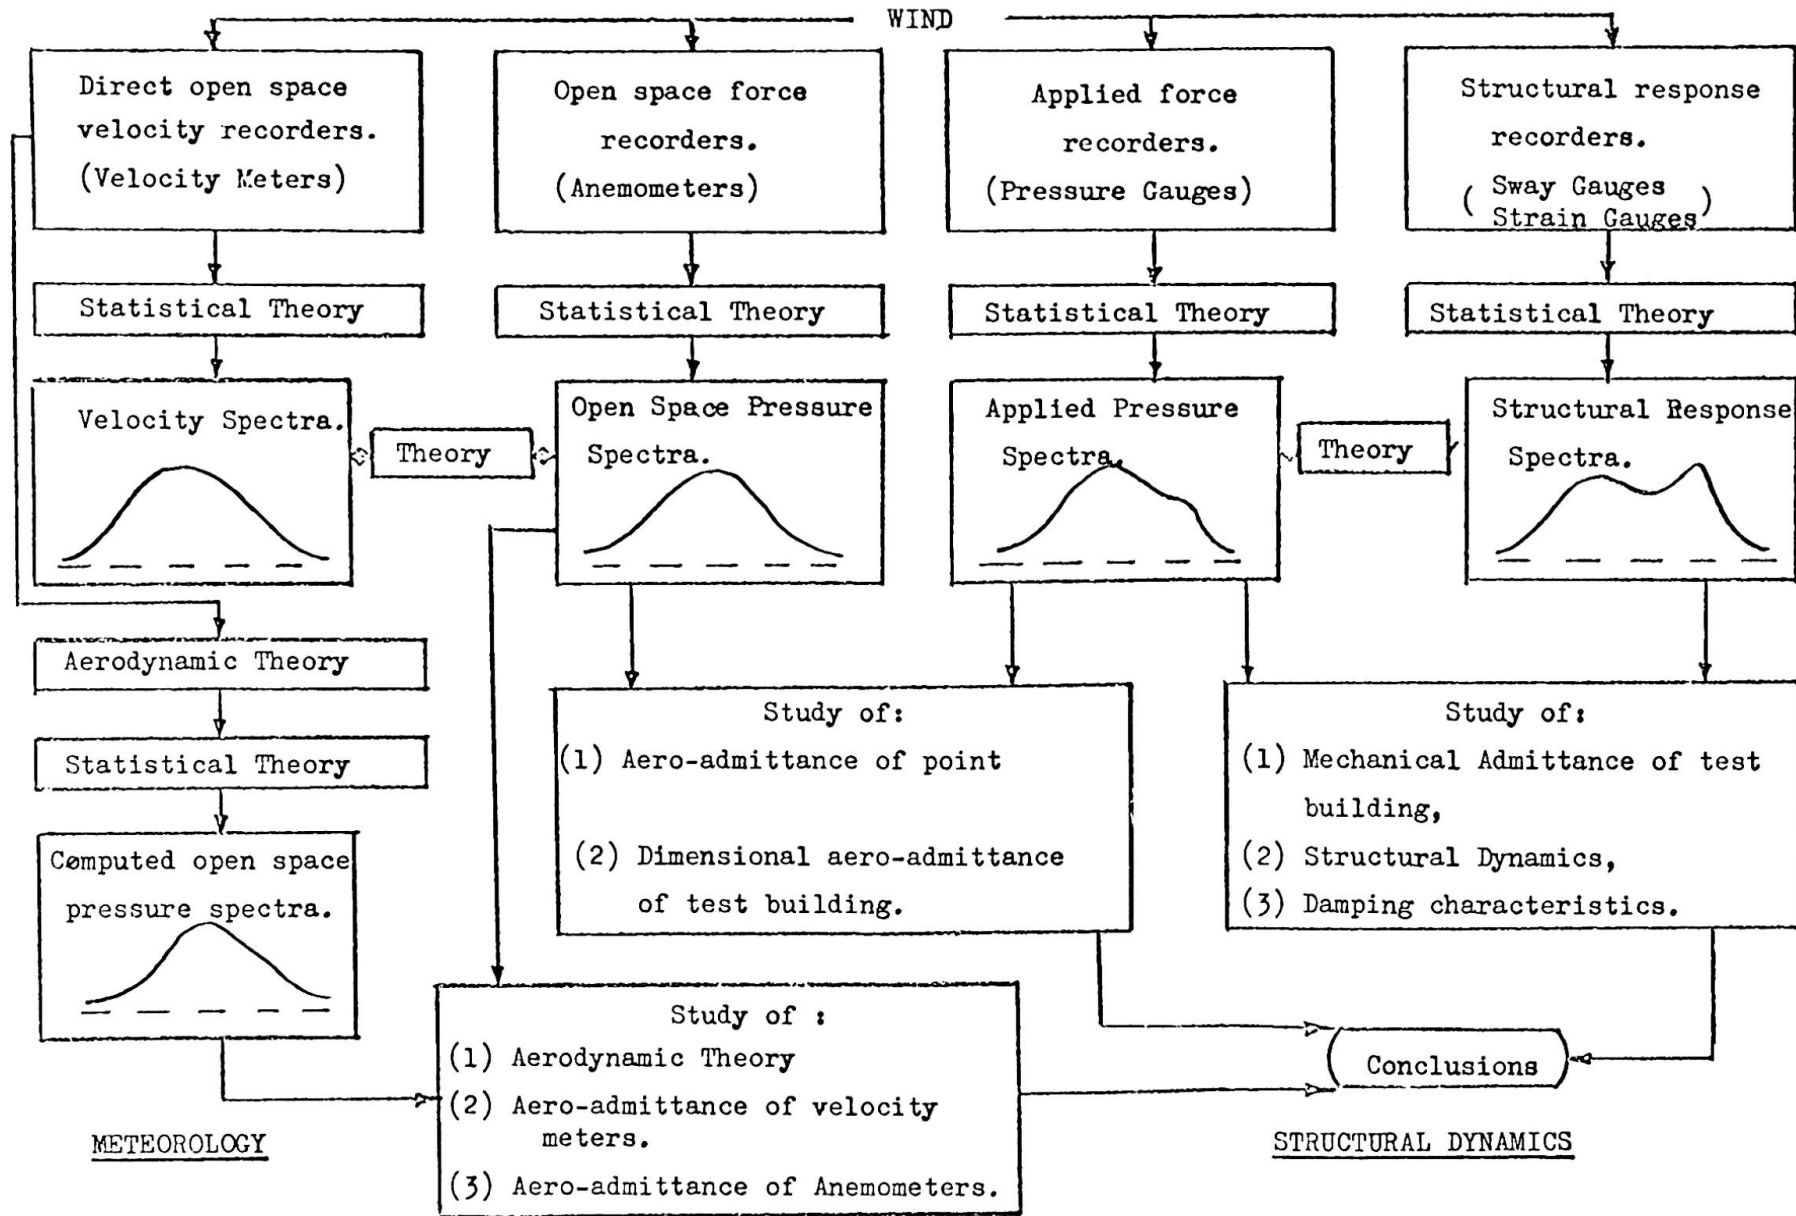 WIND
Direct open space
velocity recorders.
(Velocity Meters)
Open space force
recorders.
(Anemometers)
Applied force
recorders.
(Pressure Gauges)
Structural response
recorders.
( Sway Gauges )
Strain Gauges
Statistical Theory
Statistical Theory
Statistical Theory
Statistical Theory
Velocity Spectra.
Theory
Open Space Pressure
Spectra.
Applied Pressure
Spectra.
Theory
Structural Response
Spectra.
Aerodynamic Theory
Statistical Theory
Computed open space
pressure spectra.
Study of:
(1) Aero-admittance of point
(2) Dimensional aero-admittance
of test building.
Study of:
(1) Mechanical Admittance of test
building,
(2) Structural Dynamics,
(3) Damping characteristics.
Study of :
(1) Aerodynamic Theory
(2) Aero-admittance of velocity
meters.
(3) Aero-admittance of Anemometers.
Conclusions
METEOROLOGY
STRUCTURAL DYNAMICS